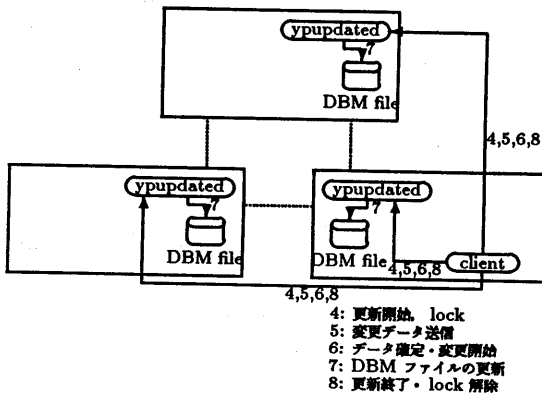 ypupdated
7
DBM file
4,5,6,8
ypupdated
7
DBM file
ypupdated
7
DBM file
4,5,6,8
client
4,5,6,8
4: 更新開始, lock
5: 変更データ送信
6: データ確定・変更開始
7: DBM ファイルの更新
8: 更新終了・lock 解除